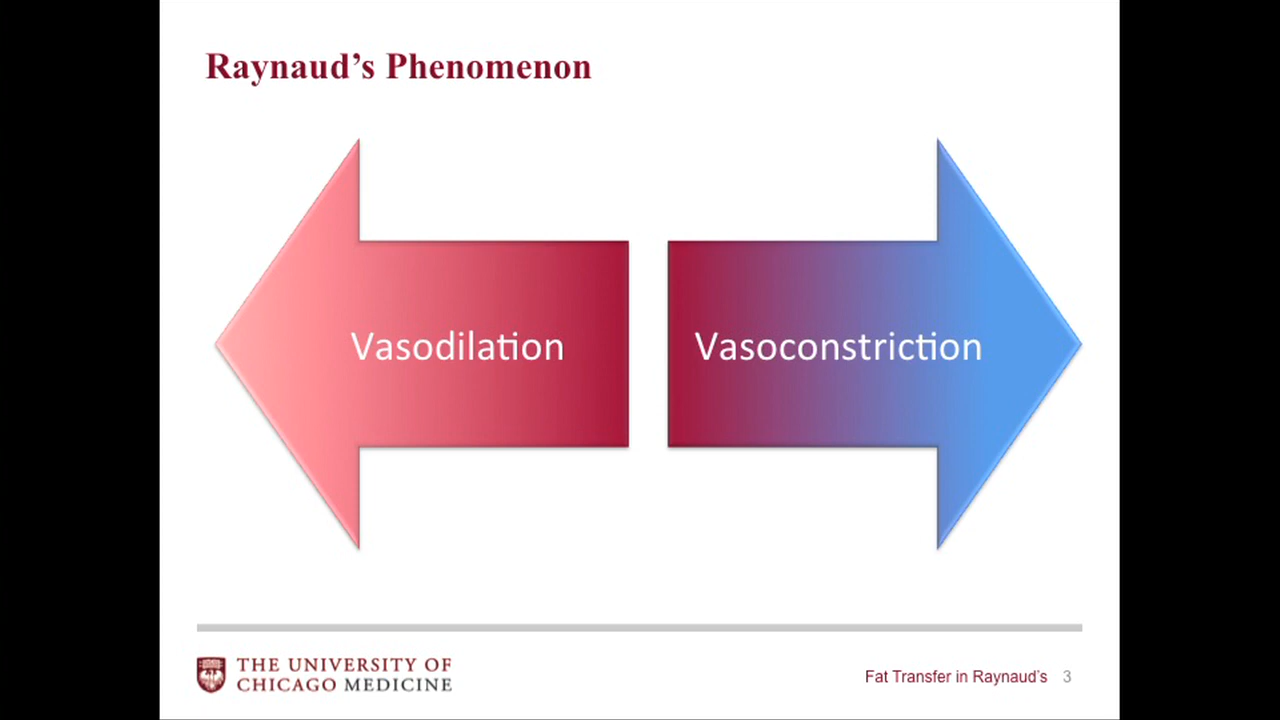 Raynaud’s Phenomenon
Vasodilation
Vasoconstriction
THE UNIVERSITY OF
CHICAGO MEDICINE
Fat Transfer in Raynaud’s 3